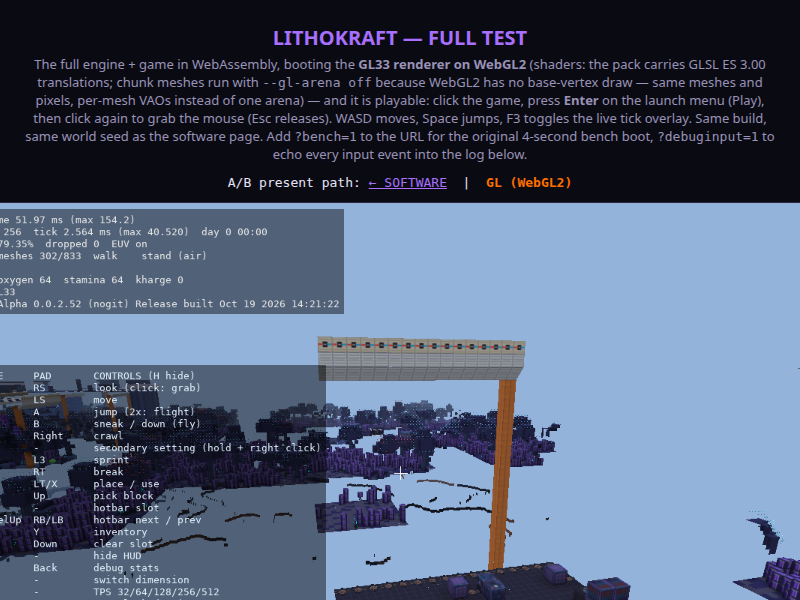 LITHOKRAFT — FULL TEST
The full engine + game in WebAssembly, booting the GL33 renderer on WebGL2 (shaders: the pack carries GLSL ES 3.00
translations; chunk meshes run with --gl-arena off because WebGL2 has no base-vertex draw — same meshes and
pixels, per-mesh VAOs instead of one arena) — and it is playable: click the game, press Enter on the launch menu (Play),
then click again to grab the mouse (Esc releases). WASD moves, Space jumps, F3 toggles the live tick overlay. Same build,
same world seed as the software page. Add ?bench=1 to the URL for the original 4-second bench boot, ?debuginput=1 to
echo every input event into the log below.
A/B present path: ← SOFTWARE | GL (WebGL2)
me 51.97 ms (max 154.2)
256 tick 2.564 ms (max 40.520) day 0 00:00
79.35% dropped 0 EUV on
meshes 302/833 walk stand (air)
oxygen 64 stamina 64 kharge 0
L33
Alpha 0.0.2.52 (nogit) Release built Oct 19 2026 14:21:22
E PAD CONTROLS (H hide)
RS look (click: grab)
LS move
A jump (2x: flight)
B sneak / down (fly)
Right crawl
- secondary setting (hold + right click)
L3 sprint
RT break
LT/X place / use
Up pick block
- hotbar slot
elUp RB/LB hotbar next / prev
Y inventory
Down clear slot
- hide HUD
Back debug stats
- switch dimension
- TPS 32/64/128/256/512